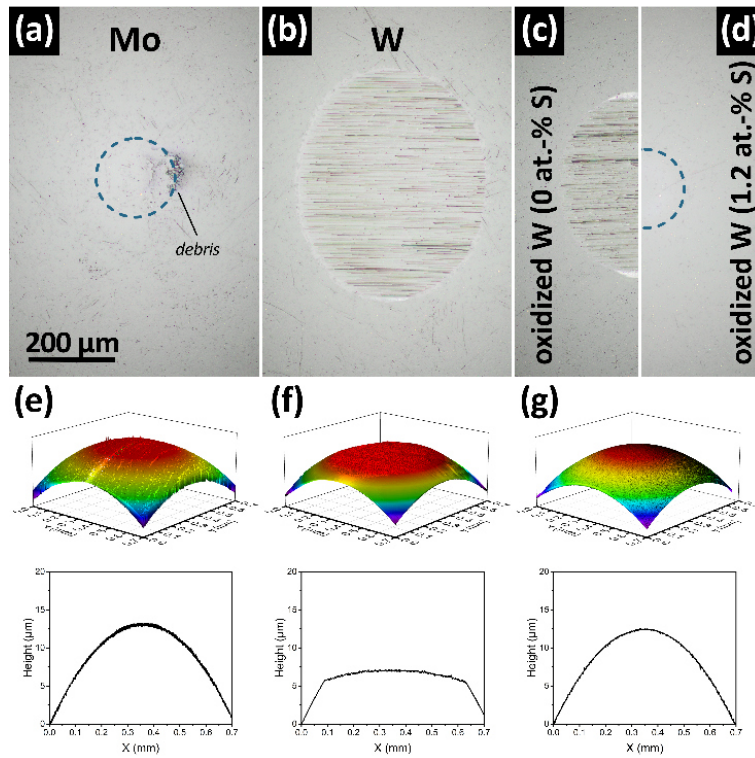 (a)
Mo
debris
200 µm
(b)
W
(c)
oxidized W (0 at.-% S)
(d)
oxidized W (1.2 at.-% S)
(e)
(f)
(g)
20
15
10
5
0
Height (µm)
0.0 0.1 0.2 0.3 0.4 0.5 0.6 0.7
X (mm)
20
15
10
5
0
Height (µm)
0.0 0.1 0.2 0.3 0.4 0.5 0.6 0.7
X (mm)
20
15
10
5
0
Height (µm)
0.0 0.1 0.2 0.3 0.4 0.5 0.6 0.7
X (mm)